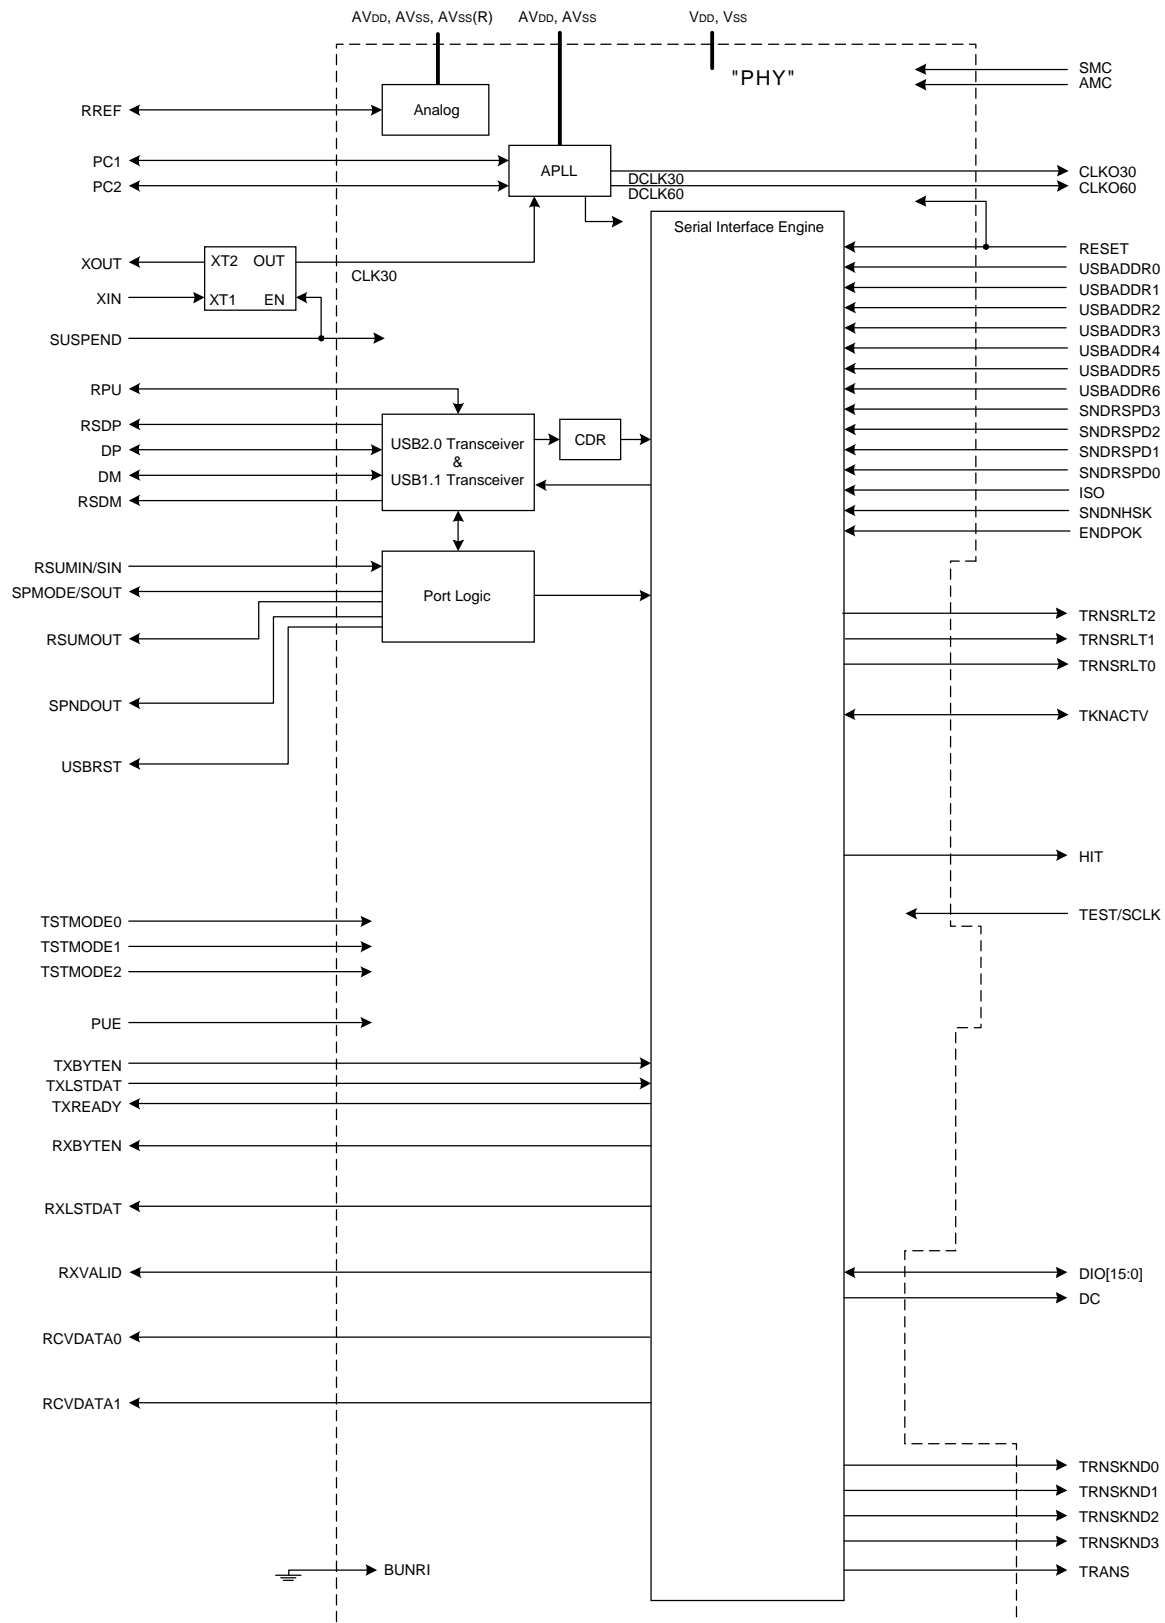 AVDD, AVSS, AVSS(R)
AVDD, AVSS
VDD, VSS
"PHY"
SMC
AMC
RREF
Analog
PC1
PC2
APLL
DCLK30
DCLK60
CLKO30
CLKO60
Serial Interface Engine
XOUT
XIN
XT2 OUT
XT1 EN
CLK30
SUSPEND
RESET
USBADDR0
USBADDR1
USBADDR2
USBADDR3
USBADDR4
USBADDR5
USBADDR6
SNDRSPD3
SNDRSPD2
SNDRSPD1
SNDRSPD0
ISO
SNDNHSK
ENDPOK
RPU
RSDP
DP
DM
RSDM
USB2.0 Transceiver
&
USB1.1 Transceiver
CDR
RSUMIN/SIN
SPMODE/SOUT
RSUMOUT
SPNDOUT
USBRST
Port Logic
TRNSRLT2
TRNSRLT1
TRNSRLT0
TKNACTV
HIT
TEST/SCLK
TSTMODE0
TSTMODE1
TSTMODE2
PUE
TXBYTEN
TXLSTDAT
TXREADY
RXBYTEN
RXLSTDAT
RXVALID
RCVDATA0
RCVDATA1
DIO[15:0]
DC
TRNSKND0
TRNSKND1
TRNSKND2
TRNSKND3
TRANS
BUNRI